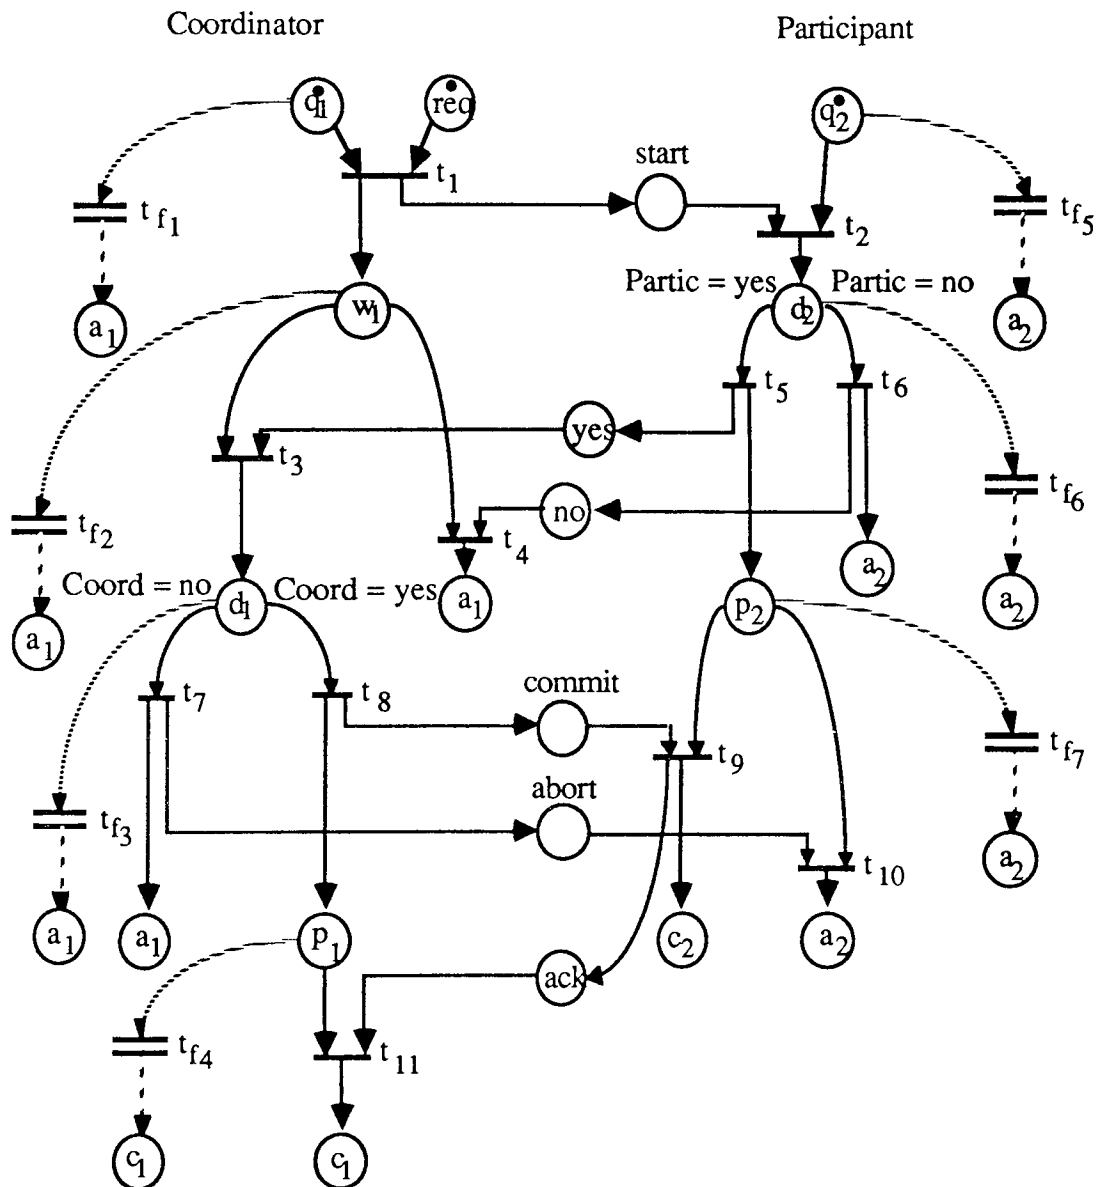 Coordinator Participant
q1 req q2
start
t1
tf1 tf5
t2
Partic = yes Partic = no
a1 w1 d2 a2
t5 t6
yes
t3
tf2 no tf6
t4
a2
Coord = no Coord = yes
a1 d1 a1 p2 a2
commit
t7 t8
t9 tf7
abort
tf3
t10 a2
a1 a1 p1 c2 a2
ack
tf4 t11
c1 c1